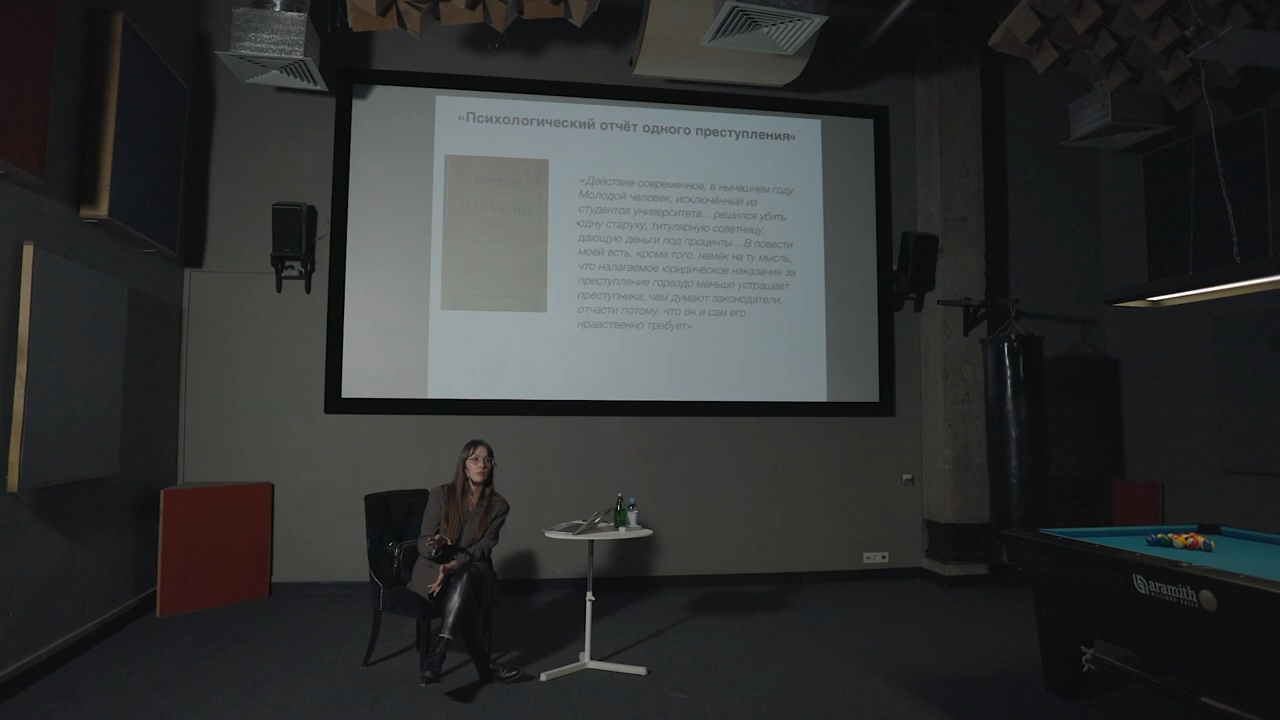 «Психологический отчёт одного преступления»
«Действие современное, в нынешнем году.
Молодой человек, исключённый из
студентов университета... решился убить
одну старуху, титулярную советницу,
дающую деньги под проценты... В повести
моей есть, кроме того, намёк на ту мысль,
что налагаемое юридическое наказание за
преступление гораздо меньше устрашает
преступника, чем думают законодатели,
отчасти потому, что он и сам его
нравственно требует»
aramith
BILLIARD BALLS